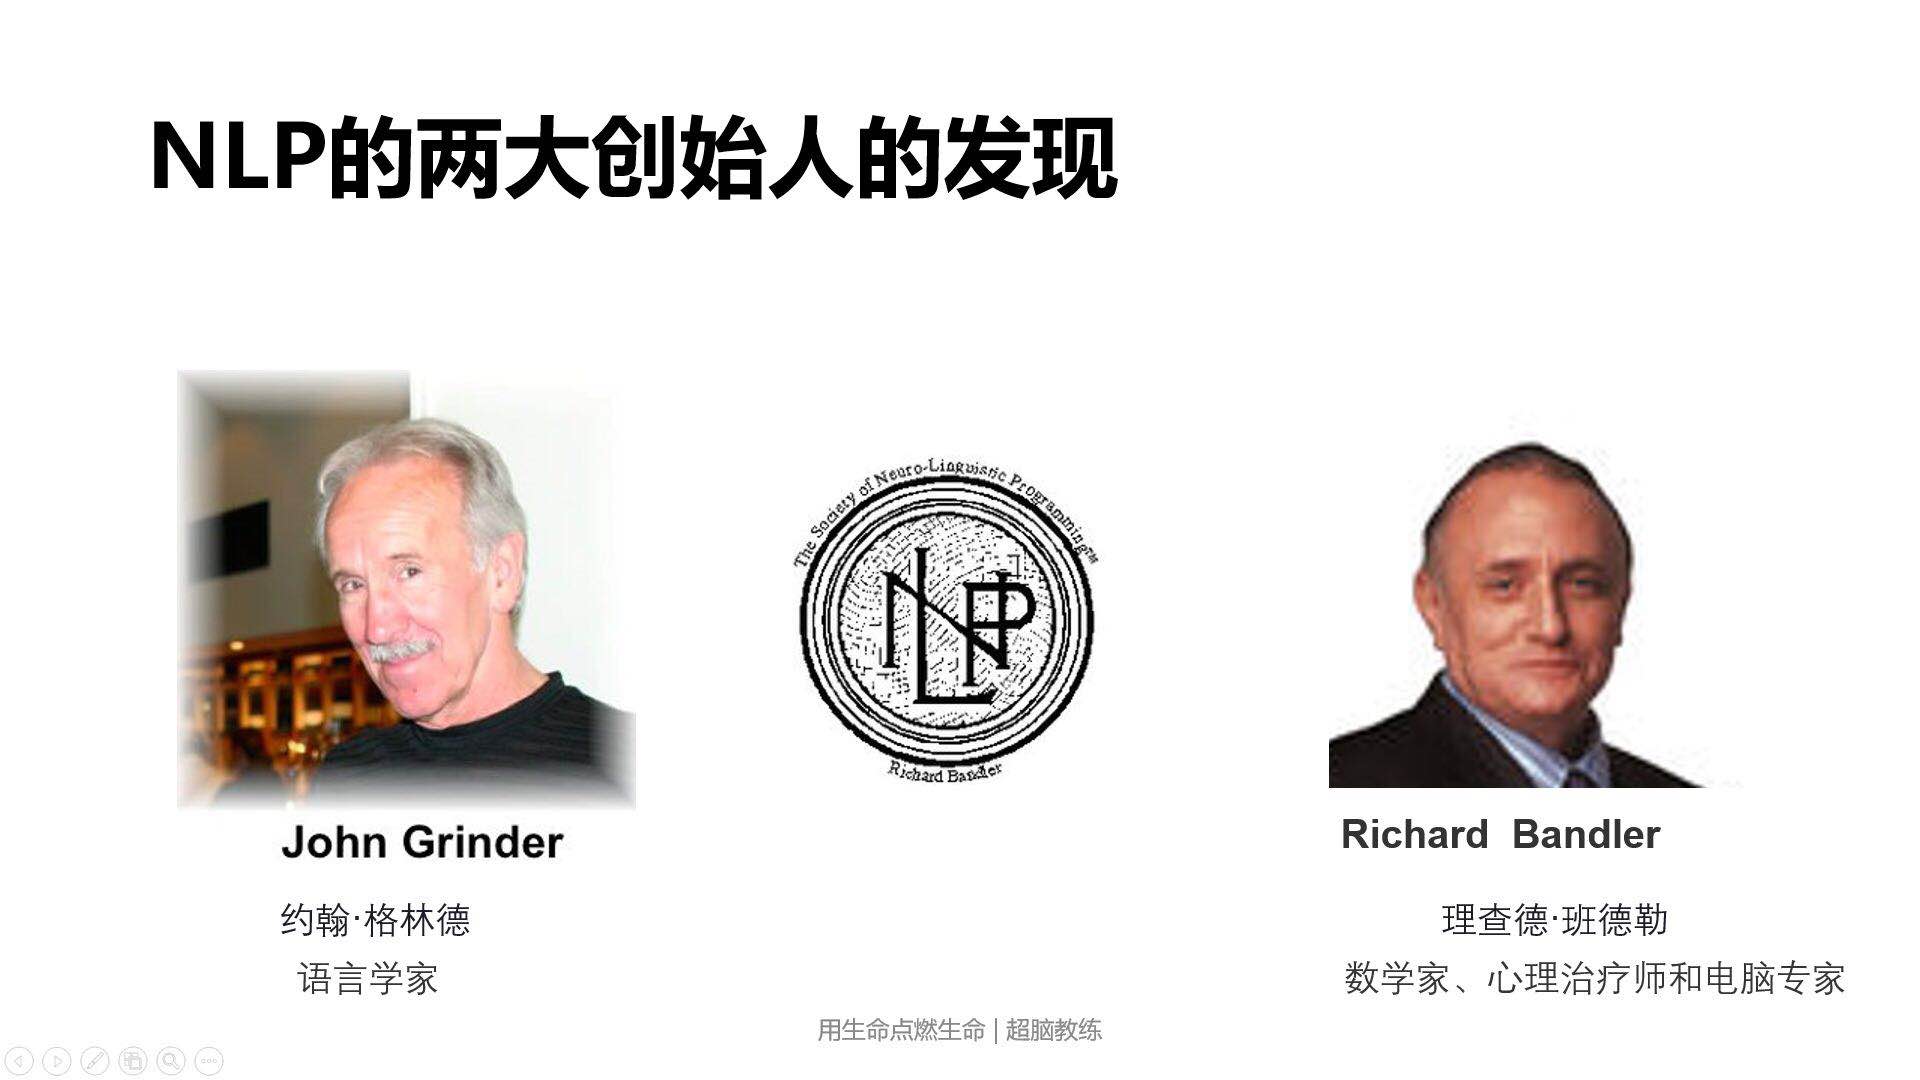 NLP的两大创始人的发现
The Society of Neuro-Linguistic Programming™
NLP
Richard Bandler
John Grinder
Richard Bandler
约翰·格林德
理查德·班德勒
语言学家
数学家、心理治疗师和电脑专家
用生命点燃生命 | 超脑教练